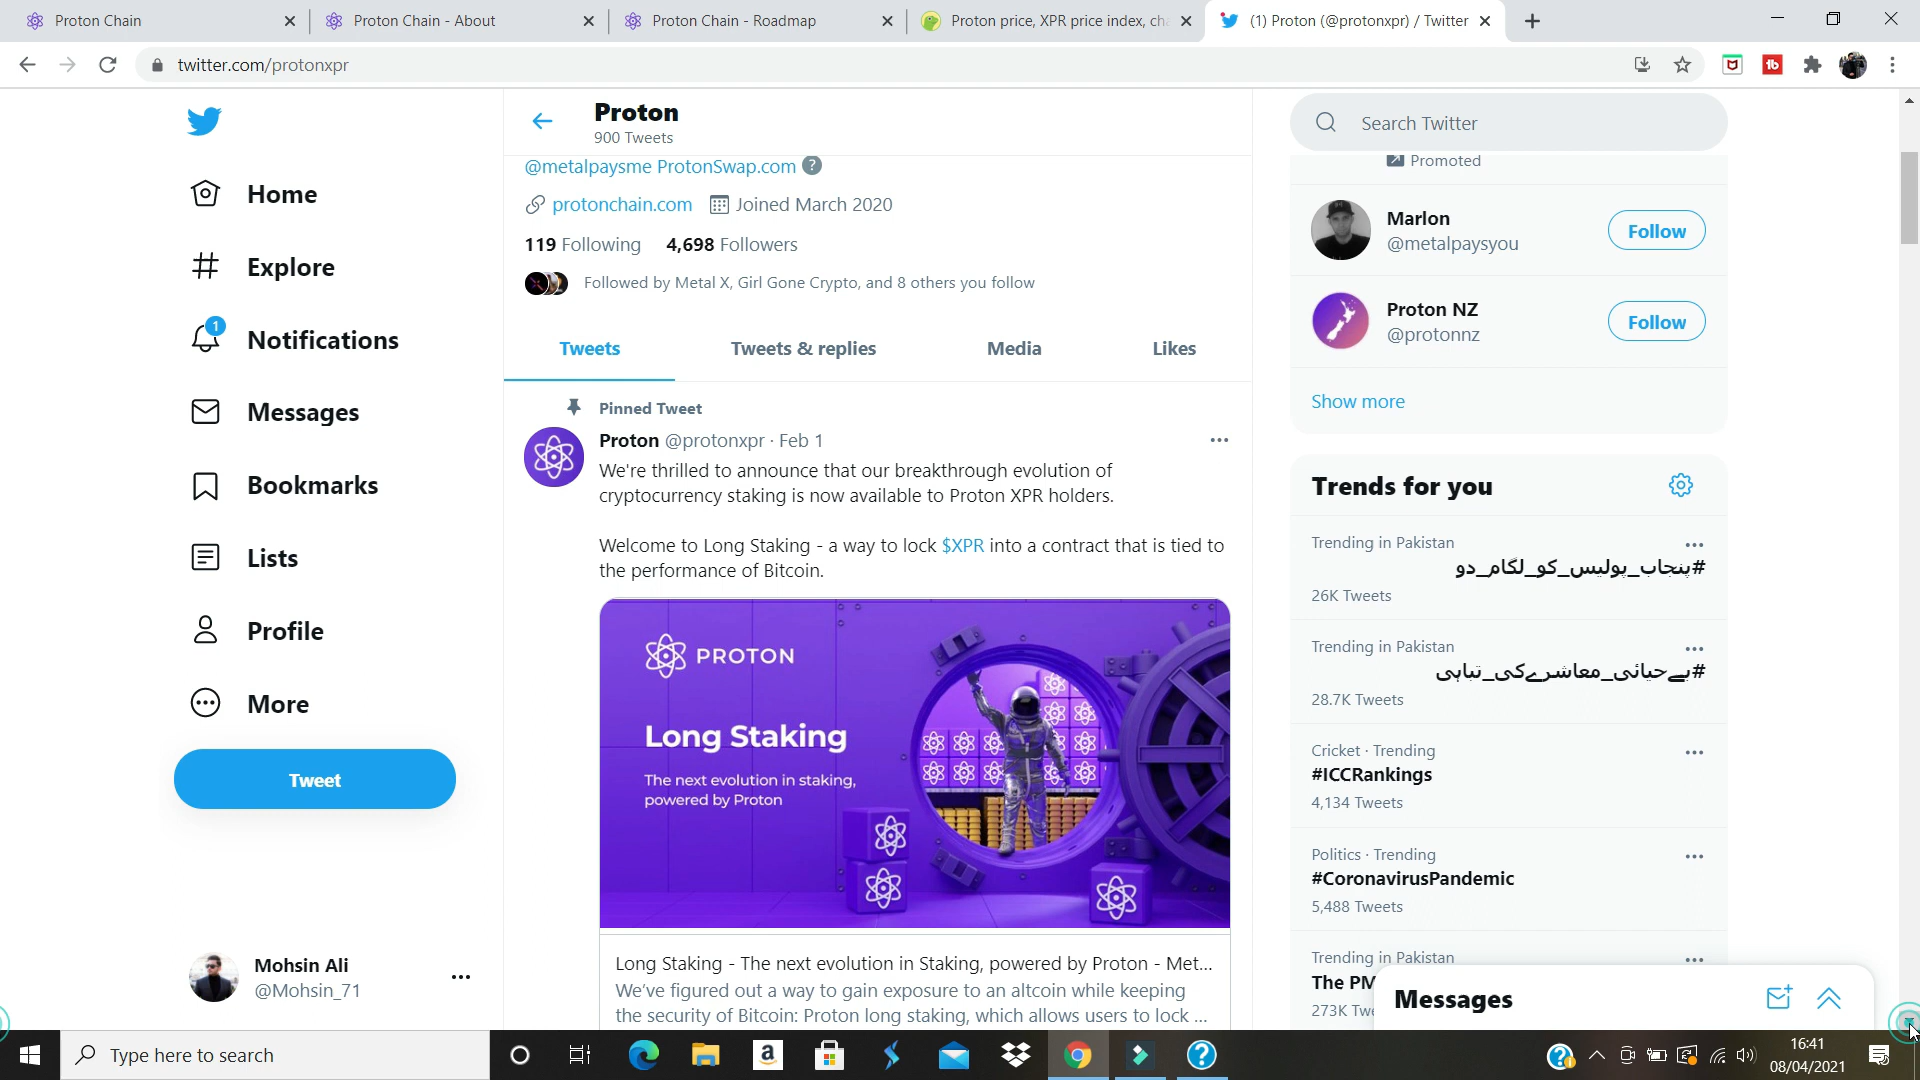 Proton Chain
Proton Chain - About
Proton Chain - Roadmap
Proton price, XPR price index, cha
(1) Proton (@protonxpr) / Twitter
twitter.com/protonxpr
Home
Explore
1
Notifications
Messages
Bookmarks
Lists
Profile
More
Tweet
Mohsin Ali
@Mohsin_71
Proton
900 Tweets
@metalpaysme ProtonSwap.com
protonchain.com Joined March 2020
119 Following 4,698 Followers
Followed by Metal X, Girl Gone Crypto, and 8 others you follow
Tweets Tweets & replies Media Likes
Pinned Tweet
Proton @protonxpr · Feb 1
We're thrilled to announce that our breakthrough evolution of
cryptocurrency staking is now available to Proton XPR holders.
Welcome to Long Staking - a way to lock $XPR into a contract that is tied to
the performance of Bitcoin.
PROTON
Long Staking
The next evolution in staking,
powered by Proton
Long Staking - The next evolution in Staking, powered by Proton - Met...
We've figured out a way to gain exposure to an altcoin while keeping
the security of Bitcoin: Proton long staking, which allows users to lock ...
Search Twitter
Promoted
Marlon
@metalpaysyou
Follow
Proton NZ
@protonnz
Follow
Show more
Trends for you
Trending in Pakistan
#پنجاب_پولیس_کو_لگام_دو
26K Tweets
Trending in Pakistan
#بےحیائی_معاشرےکی_تباہی
28.7K Tweets
Cricket · Trending
#ICCRankings
4,134 Tweets
Politics · Trending
#CoronavirusPandemic
5,488 Tweets
Trending in Pakistan
The PM
273K Twe
Messages
Type here to search
16:41
08/04/2021